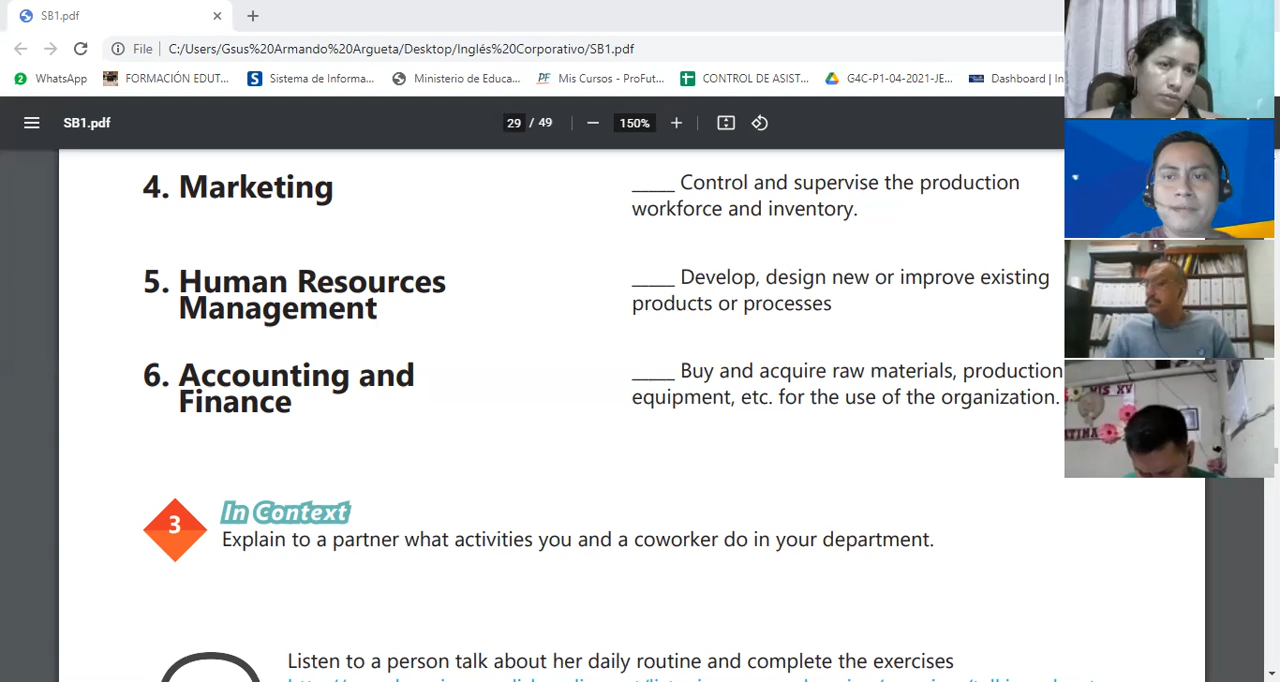 SB1.pdf
File
C:/Users/Gsus%20Armando%20Argueta/Desktop/Inglés%20Corporativo/SB1.pdf
WhatsApp
FORMACIÓN EDUT...
Sistema de Informa...
Ministerio de Educa...
Mis Cursos - ProFut...
CONTROL DE ASIST...
G4C-P1-04-2021-JE...
Dashboard | In
SB1.pdf
29 / 49
150%
4. Marketing
_____ Control and supervise the production
workforce and inventory.
5. Human Resources
Management
_____ Develop, design new or improve existing
products or processes
6. Accounting and
Finance
_____ Buy and acquire raw materials, production
equipment, etc. for the use of the organization.
3
In Context
Explain to a partner what activities you and a coworker do in your department.
Listen to a person talk about her daily routine and complete the exercises